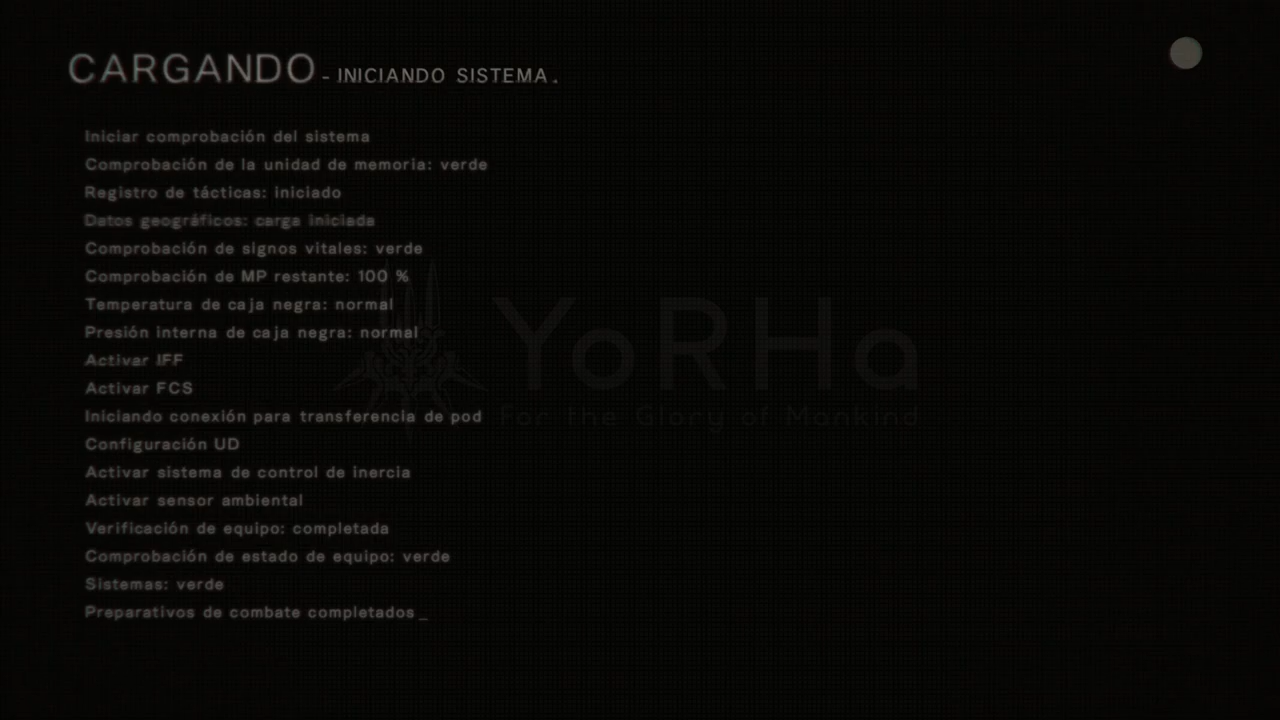 CARGANDO - INICIANDO SISTEMA.
Iniciar comprobación del sistema
Comprobación de la unidad de memoria: verde
Registro de tácticas: iniciado
Datos geográficos: carga iniciada
Comprobación de signos vitales: verde
Comprobación de MP restante: 100 %
Temperatura de caja negra: normal
Presión interna de caja negra: normal
Activar IFF
Activar FCS
Iniciando conexión para transferencia de pod
Configuración UD
Activar sistema de control de inercia
Activar sensor ambiental
Verificación de equipo: completada
Comprobación de estado de equipo: verde
Sistemas: verde
Preparativos de combate completados _
YoRHa
For the Glory of Mankind